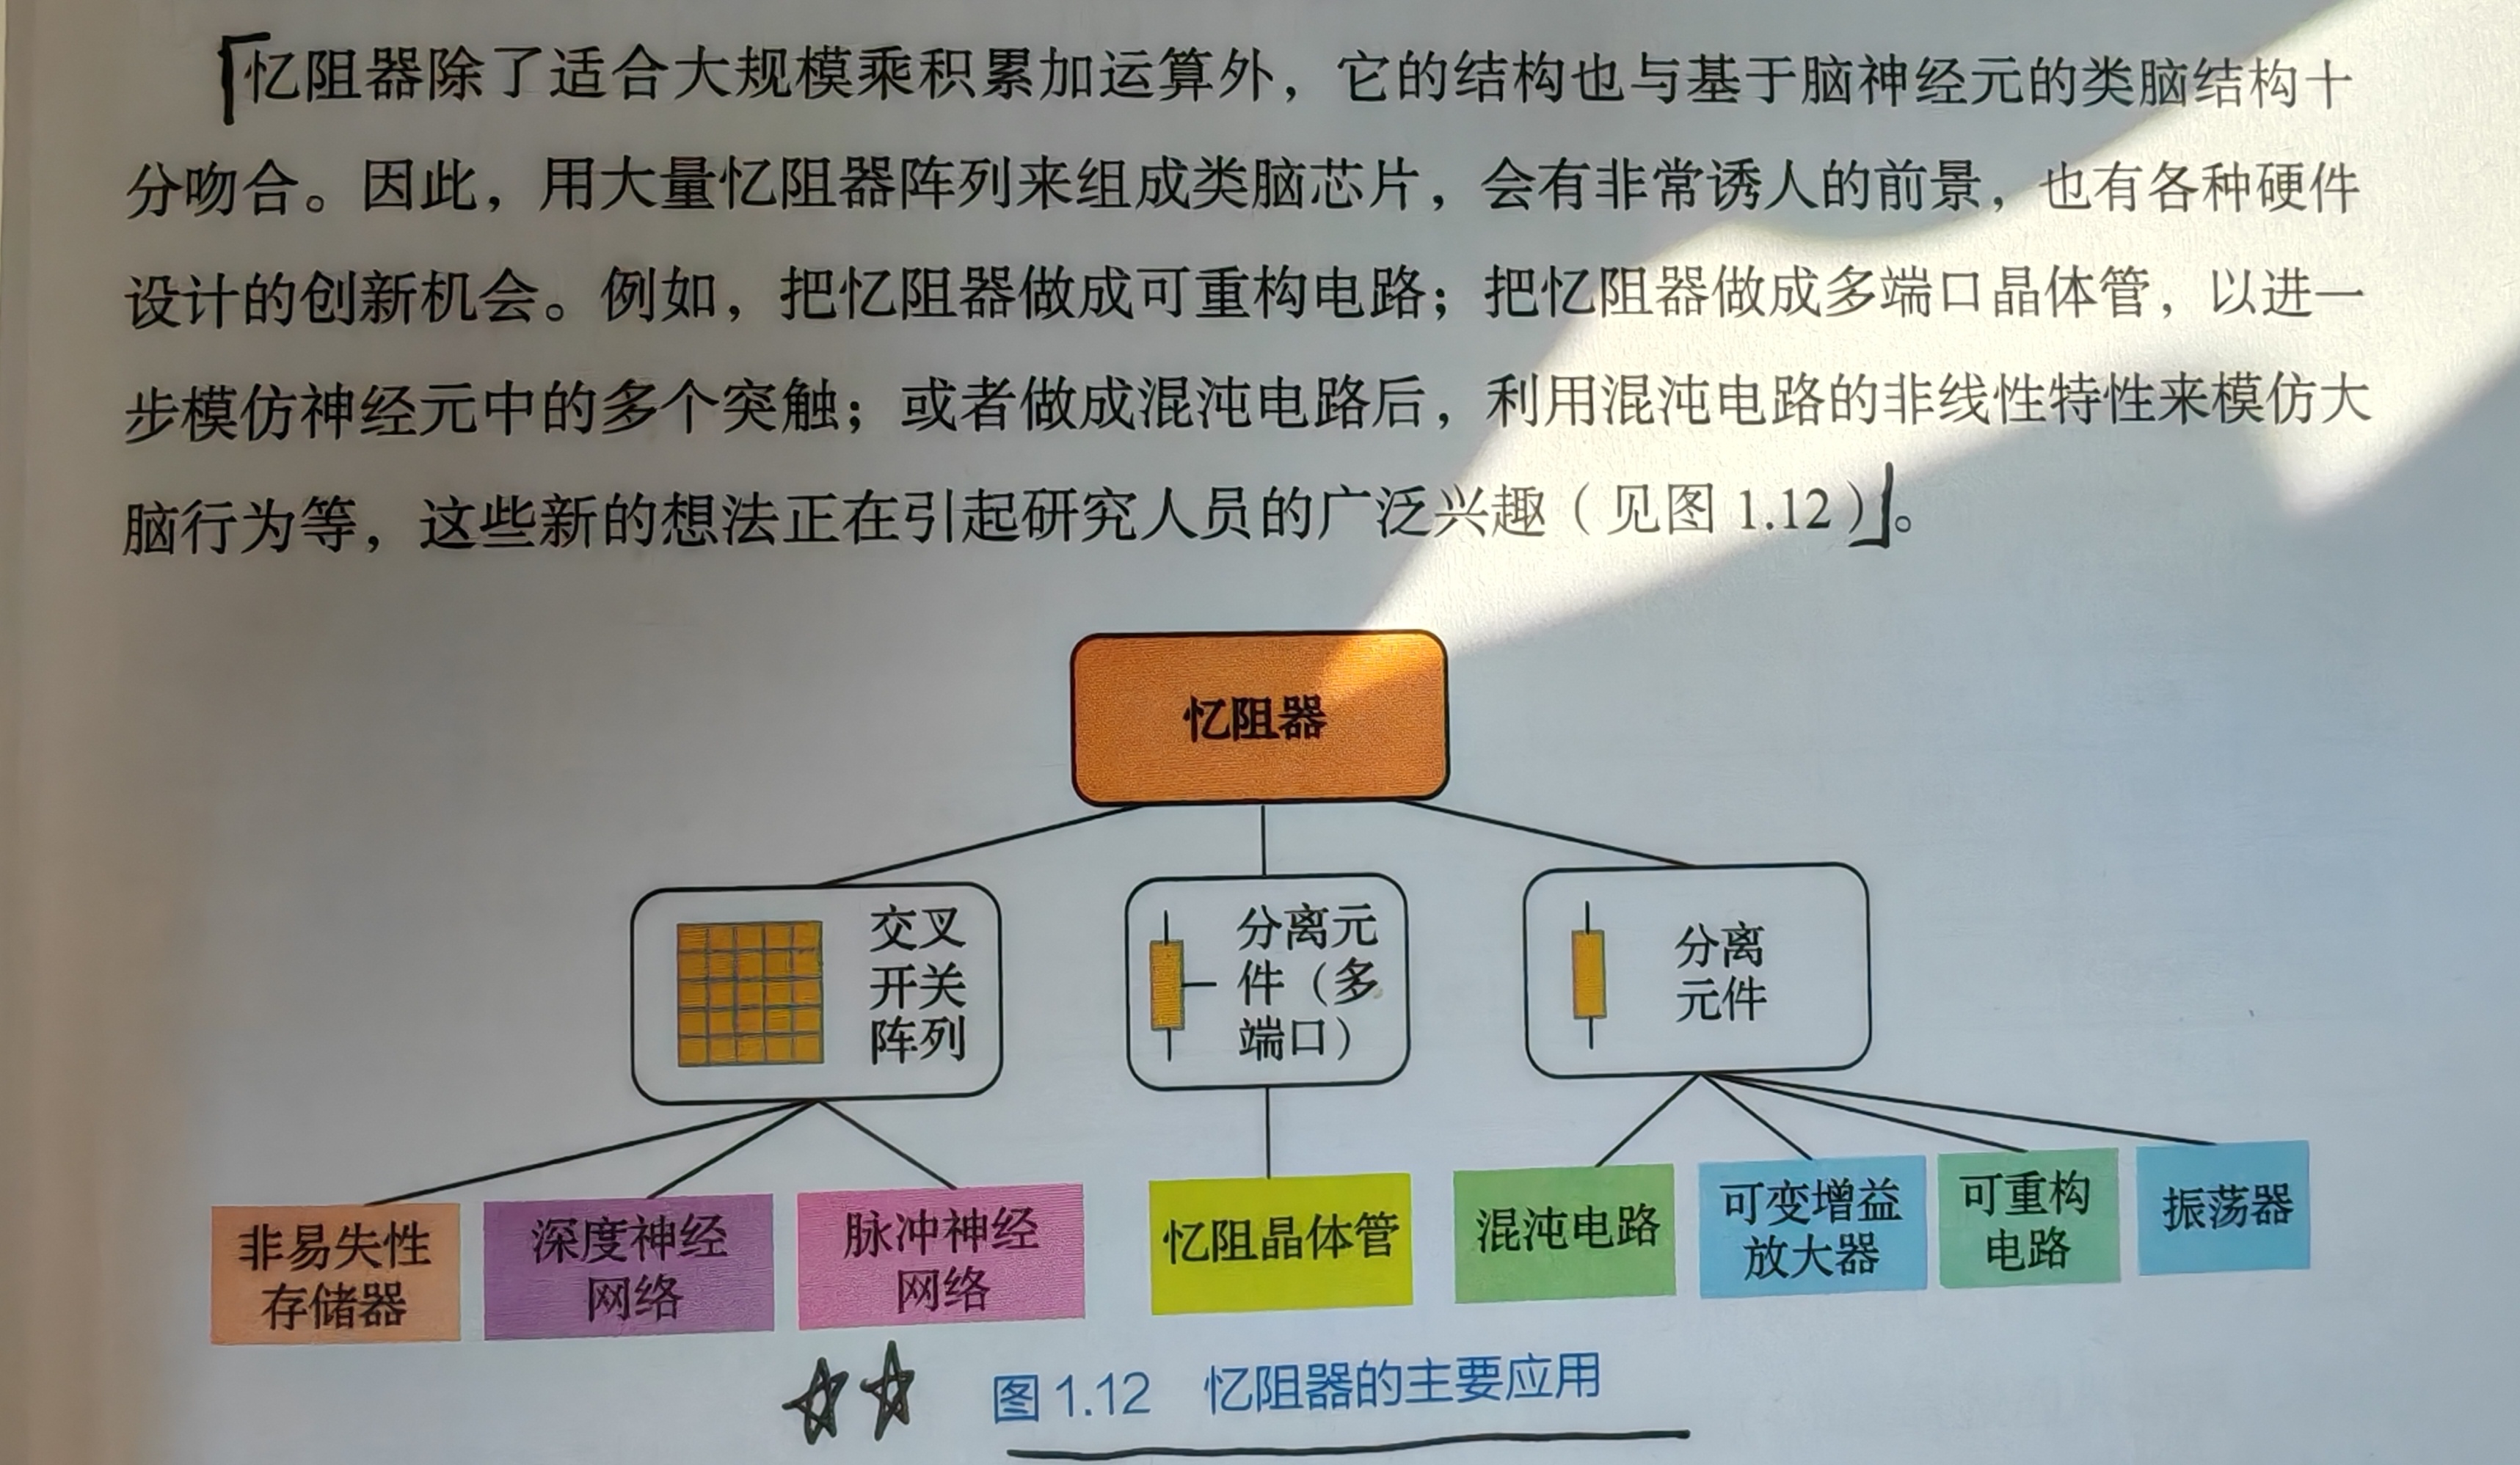 「忆阻器除了适合大规模乘积累加运算外，它的结构也与基于脑神经元的类脑结构十
分吻合。因此，用大量忆阻器阵列来组成类脑芯片，会有非常诱人的前景，也有各种硬件
设计的创新机会。例如，把忆阻器做成可重构电路；把忆阻器做成多端口晶体管，以进一
步模仿神经元中的多个突触；或者做成混沌电路后，利用混沌电路的非线性特性来模仿大
脑行为等，这些新的想法正在引起研究人员的广泛兴趣（见图 1.12）」。
忆阻器
交叉
开关
阵列
分离元
件（多
端口）
分离
元件
非易失性
存储器
深度神经
网络
脉冲神经
网络
忆阻晶体管
混沌电路
可变增益
放大器
可重构
电路
振荡器
图 1.12 忆阻器的主要应用